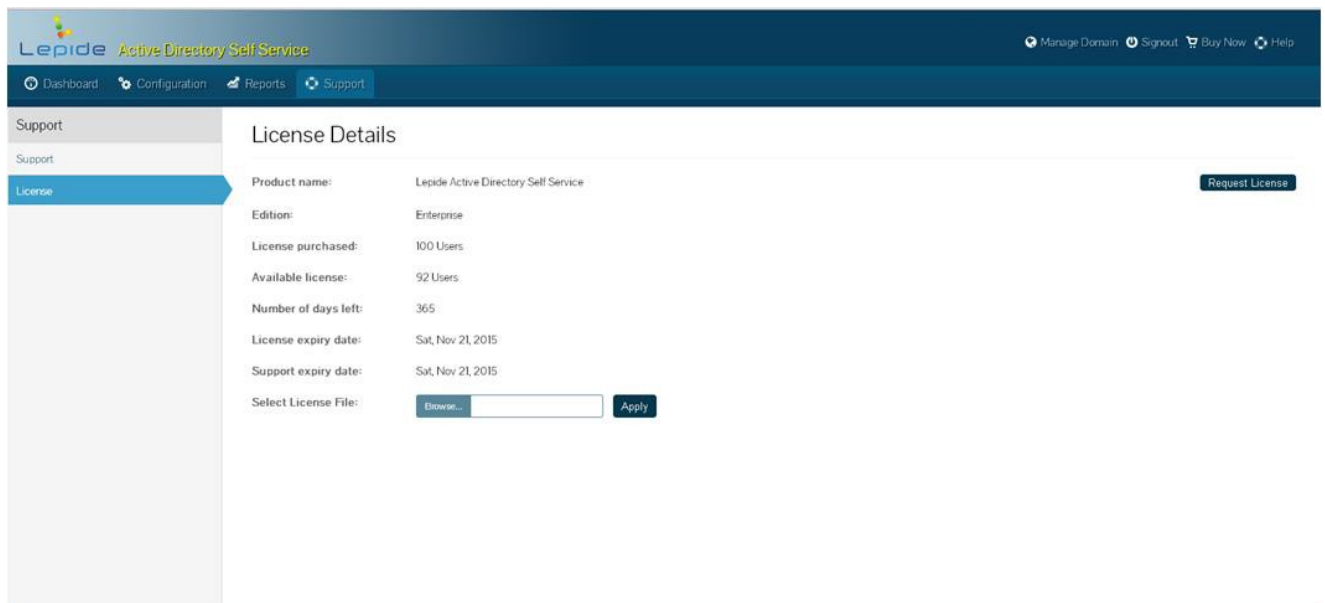 Lepide Active Directory Self Service
Manage Domain Signout Buy Now Help
Dashboard Configuration Reports Support
Support
Support
License
License Details
Product name: Lepide Active Directory Self Service
Request License
Edition: Enterprise
License purchased: 100 Users
Available license: 92 Users
Number of days left: 365
License expiry date: Sat, Nov 21, 2015
Support expiry date: Sat, Nov 21, 2015
Select License File: Browse... Apply